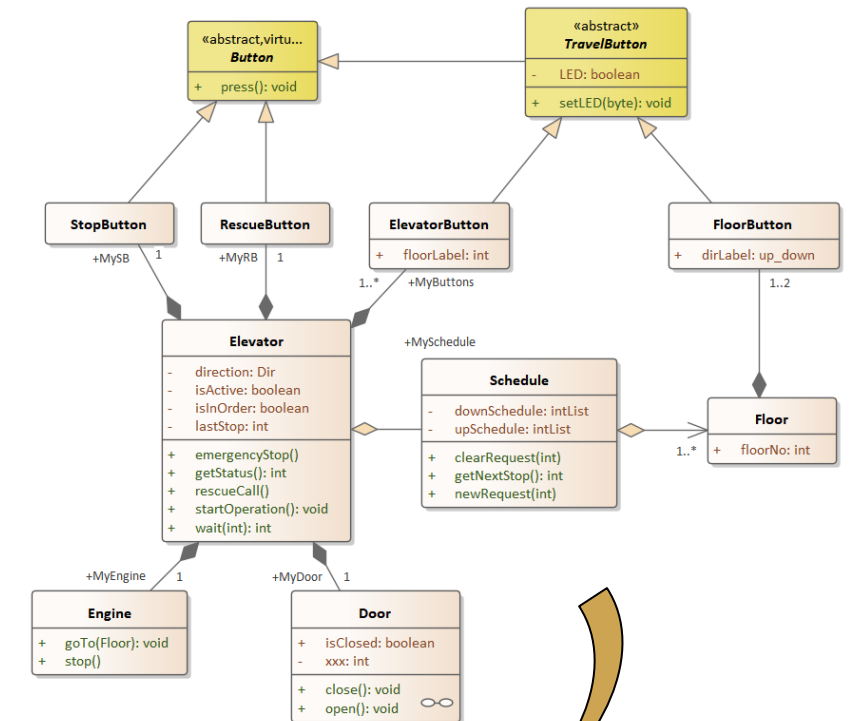 «abstract,virtu...
Button
+ press(): void
«abstract»
TravelButton
- LED: boolean
+ setLED(byte): void
StopButton
RescueButton
ElevatorButton
+ floorLabel: int
FloorButton
+ dirLabel: up_down
+MySB 1
+MyRB 1
1..* +MyButtons
1..2
Elevator
- direction: Dir
- isActive: boolean
- isInOrder: boolean
- lastStop: int
+ emergencyStop()
+ getStatus(): int
+ rescueCall()
+ startOperation(): void
+ wait(int): int
+MySchedule
Schedule
- downSchedule: intList
- upSchedule: intList
+ clearRequest(int)
+ getNextStop(): int
+ newRequest(int)
1..*
Floor
+ floorNo: int
+MyEngine 1
+MyDoor 1
Engine
+ goTo(Floor): void
+ stop()
Door
+ isClosed: boolean
- xxx: int
+ close(): void
+ open(): void